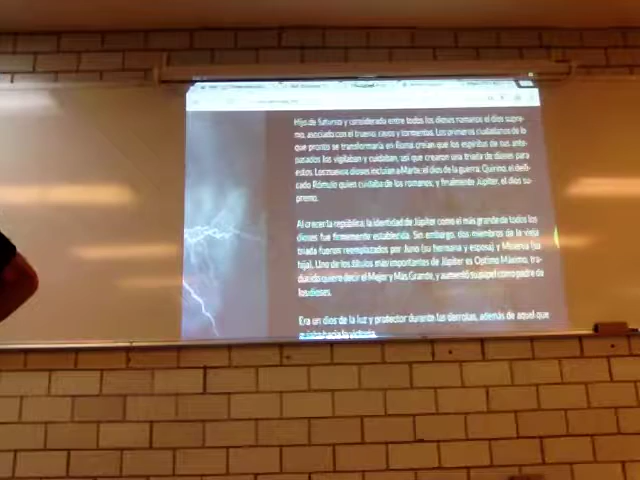 Hijo de Saturno y considerado entre todos los dioses romanos el dios supre-
mo, asociado con el trueno, rayos y tormentas. Los primeros ciudadanos de lo
que pronto se transformaría en Roma creían que los espíritus de sus ante-
pasados los vigilaban y cuidaban, así que crearon una triada de dioses para
estos. Los nuevos dioses incluían a Marte, el dios de la guerra; Quirino, el deifi-
cado Rómulo quien cuidaba de los romanos; y finalmente Júpiter, el dios su-
premo.
Al crecer la república, la identidad de Júpiter como el más grande de todos los
dioses fue firmemente establecida. Sin embargo, dos miembros de la vieja
triada fueron reemplazados por Juno (su hermana y esposa) y Minerva (su
hija). Uno de los títulos más importantes de Júpiter es Optimo Máximo, tra-
ducido quiere decir el Mejor y Más Grande, y aumentó su papel como padre de
los dioses.
Era un dios de la luz y protector durante las derrotas, además de aquel que
hacia la victoria.